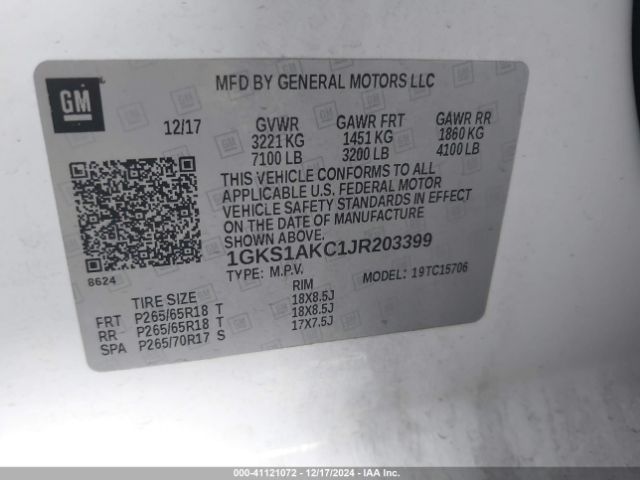 GM
MFD BY GENERAL MOTORS LLC
12/17 GVWR GAWR FRT GAWR RR
3221 KG 1451 KG 1860 KG
7100 LB 3200 LB 4100 LB
THIS VEHICLE CONFORMS TO ALL
APPLICABLE U.S. FEDERAL MOTOR
VEHICLE SAFETY STANDARDS IN EFFECT
ON THE DATE OF MANUFACTURE
SHOWN ABOVE.
1GKS1AKC1JR203399
TYPE: M.P.V. MODEL: 19TC15706
8624
TIRE SIZE RIM
FRT P265/65R18 T 18X8.5J
RR P265/65R18 T 18X8.5J
SPA P265/70R17 S 17X7.5J
000-41121072 - 12/17/2024 - IAA Inc.